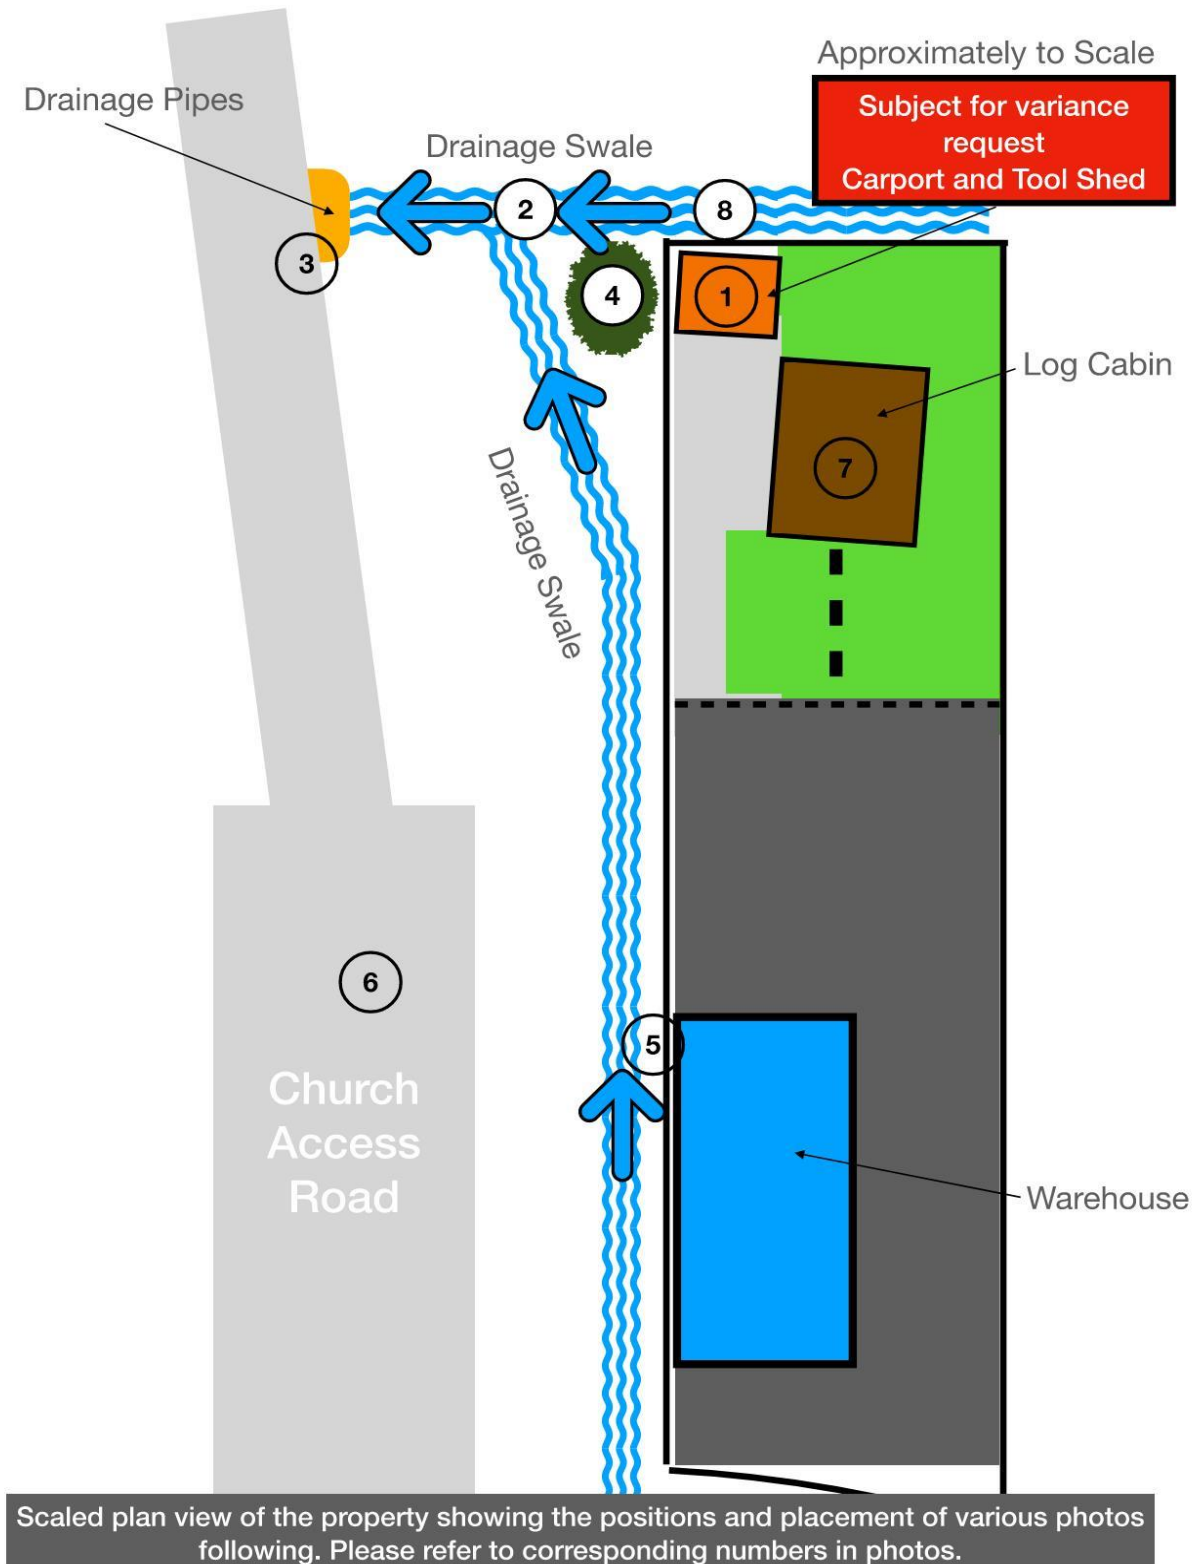 Approximately to Scale
Subject for variance
request
Carport and Tool Shed
Drainage Pipes
Drainage Swale
2
8
3
4
1
Log Cabin
7
Drainage Swale
6
5
Church
Access
Road
Warehouse
Scaled plan view of the property showing the positions and placement of various photos
following. Please refer to corresponding numbers in photos.